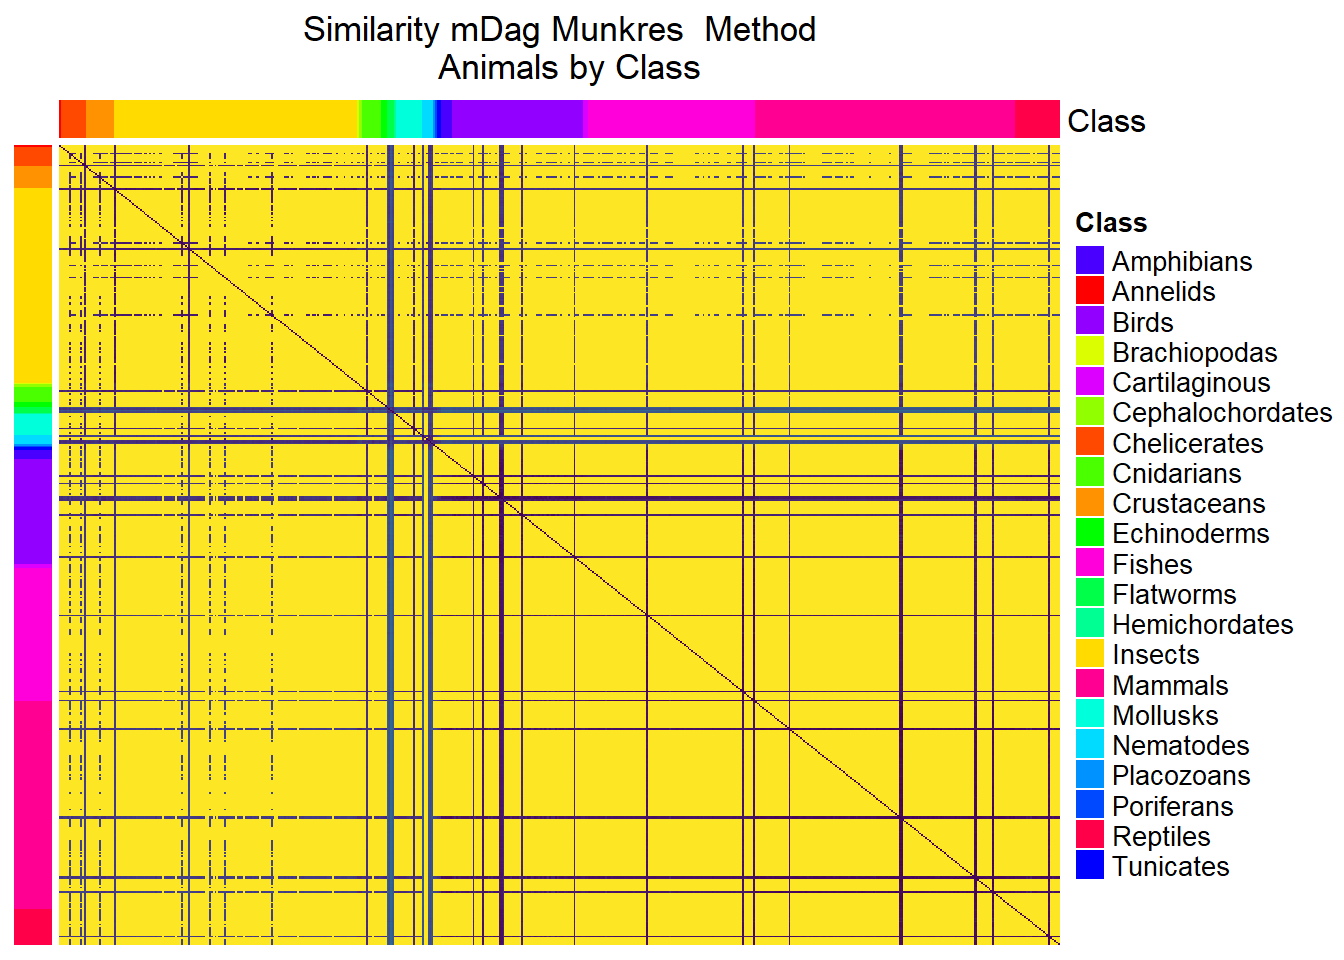 Similarity mDag Munkres  Method
Animals by Class
Class
Class
Amphibians
Annelids
Birds
Brachiopodas
Cartilaginous
Cephalochordates
Chelicerates
Cnidarians
Crustaceans
Echinoderms
Fishes
Flatworms
Hemichordates
Insects
Mammals
Mollusks
Nematodes
Placozoans
Poriferans
Reptiles
Tunicates